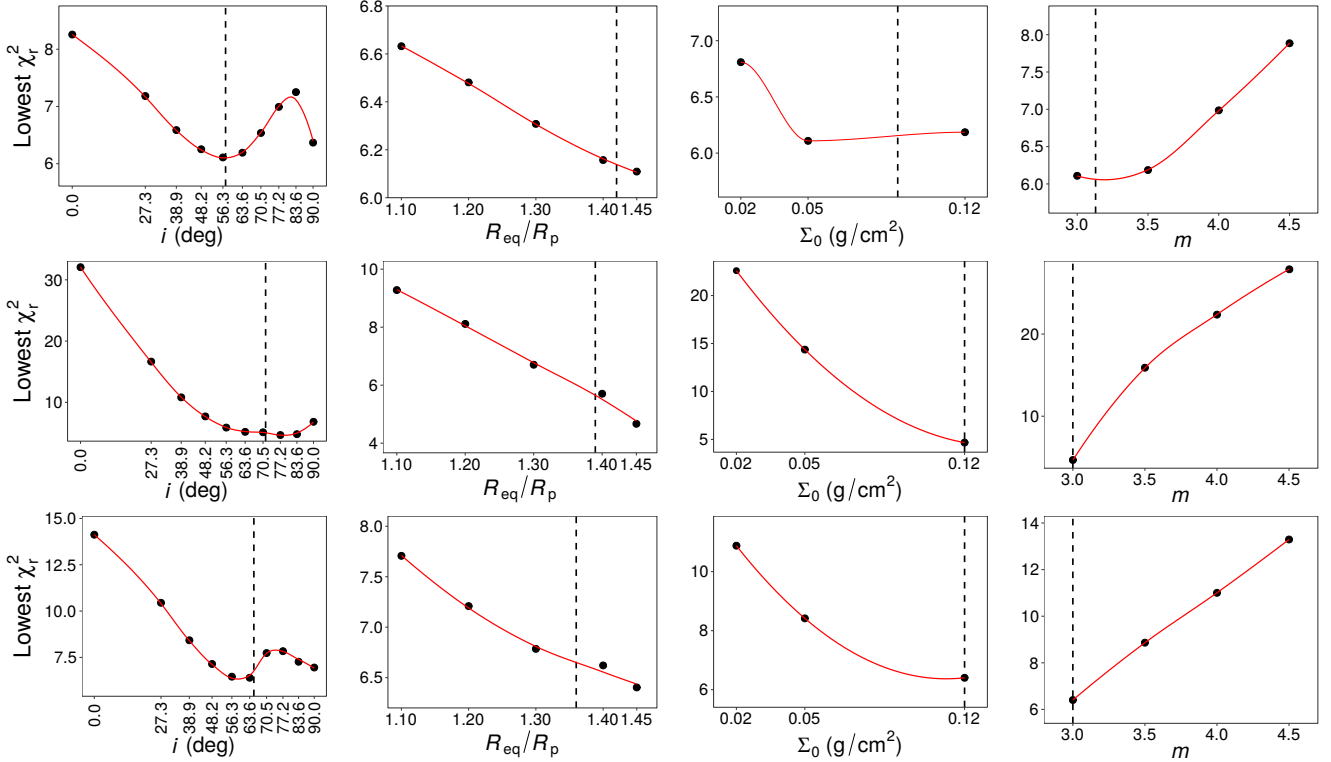 Lowest χ²ᵣ
8
7
6
0.0 27.3 38.9 48.2 56.3 63.6 70.5 77.2 83.6 90.0
i (deg)
6.8
6.6
6.4
6.2
6.0
1.10 1.20 1.30 1.40 1.45
R_eq/R_p
7.0
6.5
6.0
0.02 0.05 0.12
Σ₀ (g/cm²)
8.0
7.5
7.0
6.5
6.0
3.0 3.5 4.0 4.5
m
Lowest χ²ᵣ
30
20
10
0.0 27.3 38.9 48.2 56.3 63.6 70.5 77.2 83.6 90.0
i (deg)
10
8
6
4
1.10 1.20 1.30 1.40 1.45
R_eq/R_p
20
15
10
5
0.02 0.05 0.12
Σ₀ (g/cm²)
20
10
3.0 3.5 4.0 4.5
m
Lowest χ²ᵣ
15.0
12.5
10.0
7.5
0.0 27.3 38.9 48.2 56.3 63.6 70.5 77.2 83.6 90.0
i (deg)
8.0
7.5
7.0
6.5
1.10 1.20 1.30 1.40 1.45
R_eq/R_p
10
8
6
0.02 0.05 0.12
Σ₀ (g/cm²)
14
12
10
8
6
3.0 3.5 4.0 4.5
m